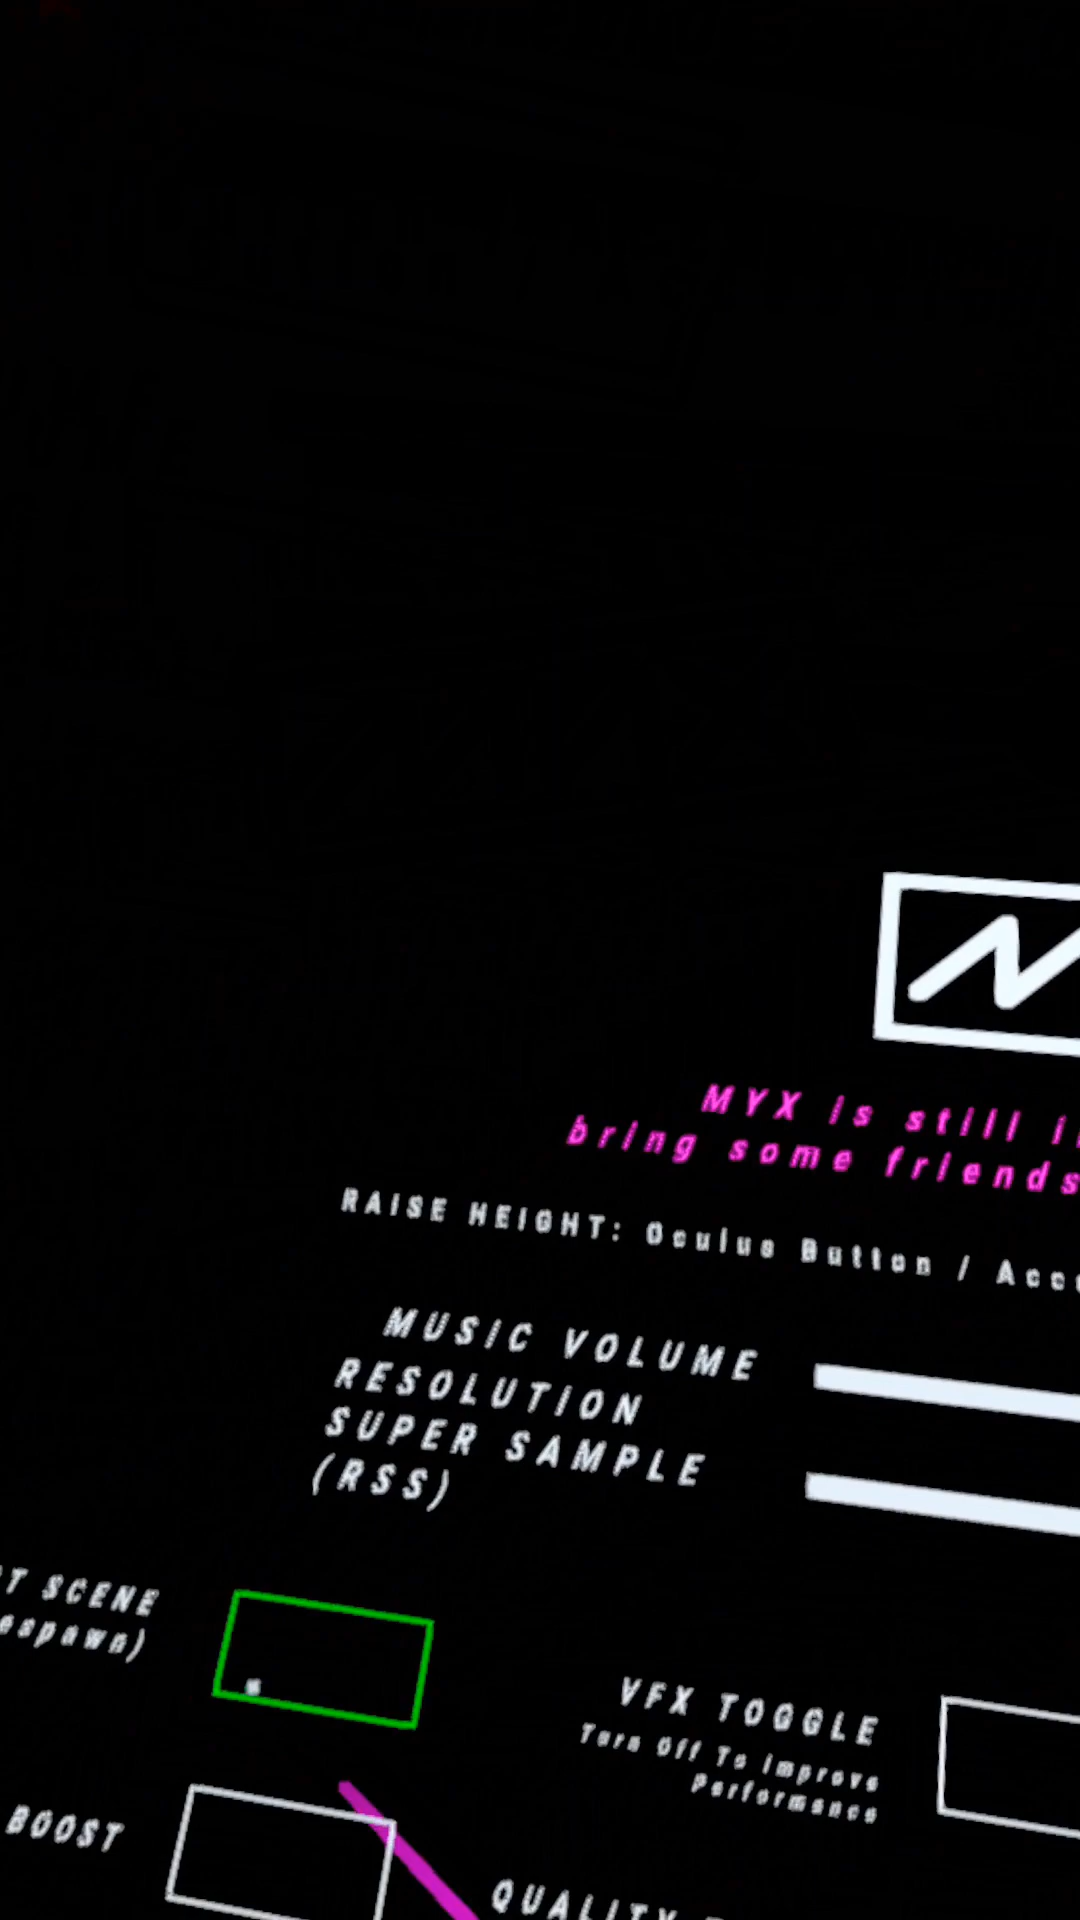 MYX is still
bring some friends
RAISE HEIGHT: Oculus Button /
MUSIC VOLUME
RESOLUTION
SUPER SAMPLE
(RSS)
SCENE
VFX TOGGLE
Turn Off To Improve
Performance
BOOST
QUALITY